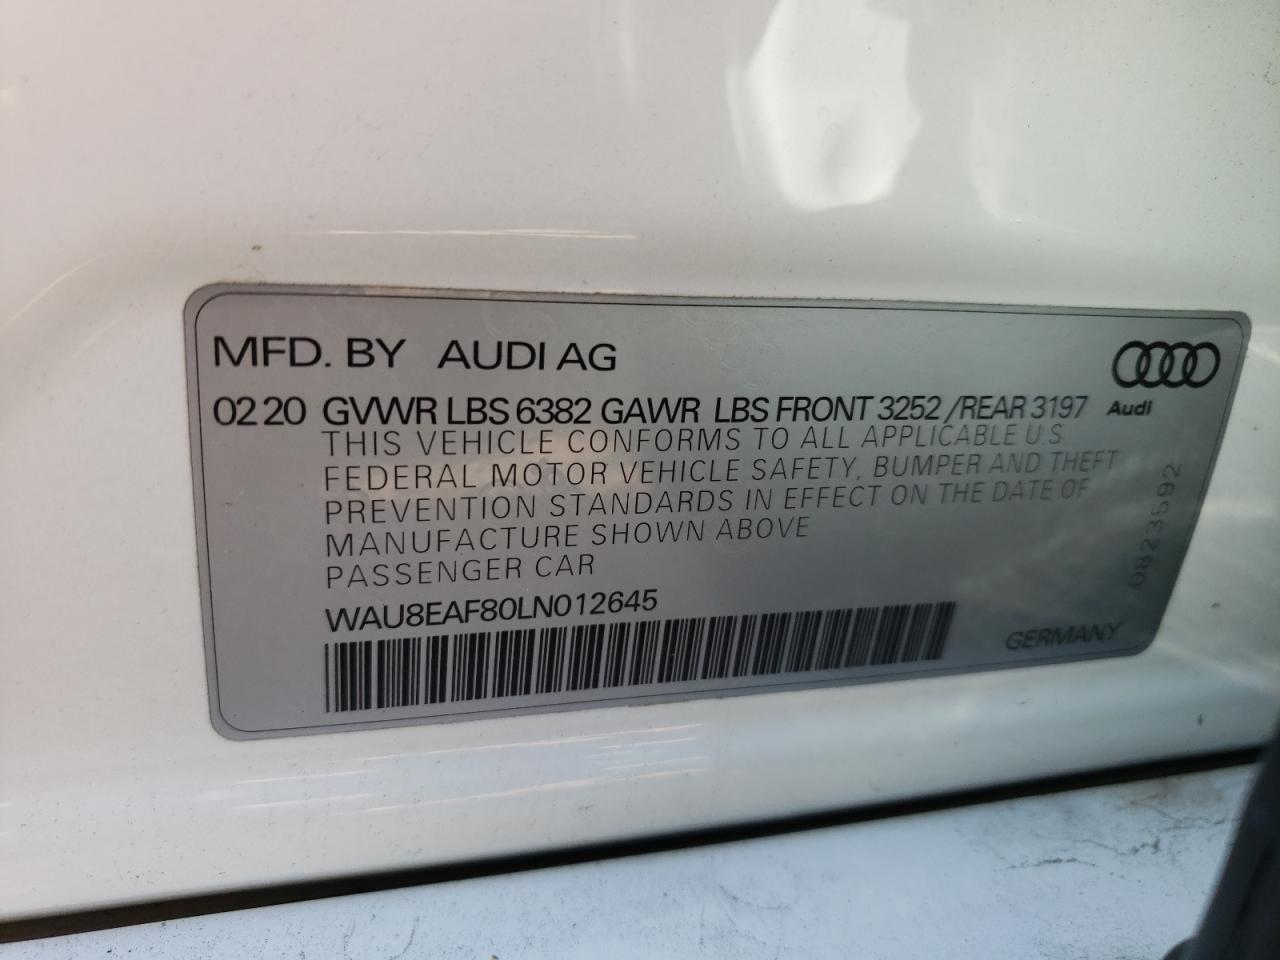 MFD. BY AUDI AG
02 20 GVWR LBS 6382 GAWR LBS FRONT 3252 /REAR 3197
Audi
THIS VEHICLE CONFORMS TO ALL APPLICABLE U.S
FEDERAL MOTOR VEHICLE SAFETY, BUMPER AND THEFT
PREVENTION STANDARDS IN EFFECT ON THE DATE OF
MANUFACTURE SHOWN ABOVE
PASSENGER CAR
WAU8EAF80LN012645
0823592
GERMANY